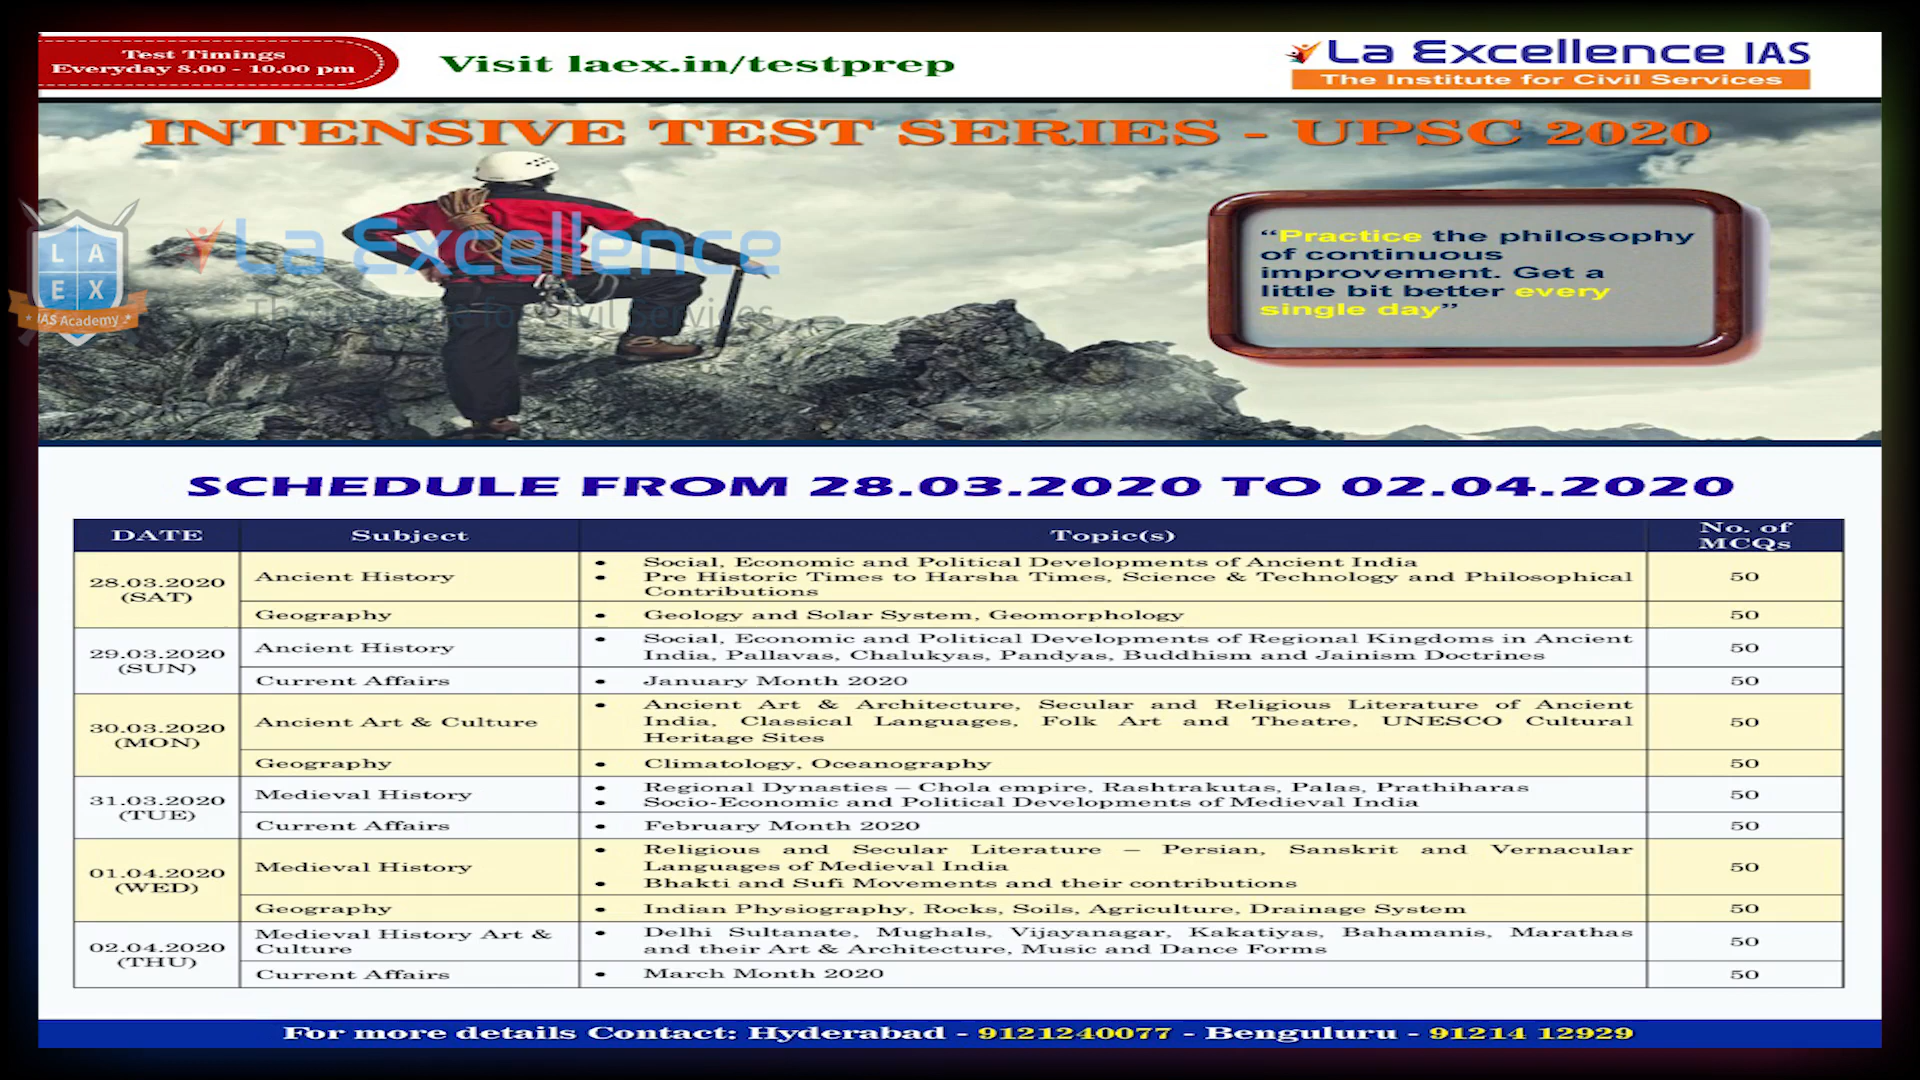 Test Timings
Everyday 8.00 - 10.00 pm
Visit laex.in/testprep
La Excellence IAS
The Institute for Civil Services
INTENSIVE TEST SERIES - UPSC 2020
“Practice the philosophy
of continuous
improvement. Get a
little bit better every
single day”
L A
E X
IAS Academy
La Excellence
SCHEDULE FROM 28.03.2020 TO 02.04.2020
DATE Subject Topic(s) No. of
MCQs
28.03.2020
(SAT)
Ancient History
• Social, Economic and Political Developments of Ancient India
• Pre Historic Times to Harsha Times, Science & Technology and Philosophical
Contributions
50
Geography • Geology and Solar System, Geomorphology 50
29.03.2020
(SUN)
Ancient History
• Social, Economic and Political Developments of Regional Kingdoms in Ancient
India, Pallavas, Chalukyas, Pandyas, Buddhism and Jainism Doctrines
50
Current Affairs • January Month 2020 50
30.03.2020
(MON)
Ancient Art & Culture
• Ancient Art & Architecture, Secular and Religious Literature of Ancient
India, Classical Languages, Folk Art and Theatre, UNESCO Cultural
Heritage Sites
50
Geography • Climatology, Oceanography 50
31.03.2020
(TUE)
Medieval History
• Regional Dynasties – Chola empire, Rashtrakutas, Palas, Prathiharas
• Socio-Economic and Political Developments of Medieval India
50
Current Affairs • February Month 2020 50
01.04.2020
(WED)
Medieval History
• Religious and Secular Literature – Persian, Sanskrit and Vernacular
Languages of Medieval India
• Bhakti and Sufi Movements and their contributions
50
Geography • Indian Physiography, Rocks, Soils, Agriculture, Drainage System 50
02.04.2020
(THU)
Medieval History Art &
Culture
• Delhi Sultanate, Mughals, Vijayanagar, Kakatiyas, Bahamanis, Marathas
and their Art & Architecture, Music and Dance Forms
50
Current Affairs • March Month 2020 50
For more details Contact: Hyderabad - 9121240077 - Benguluru - 91214 12929